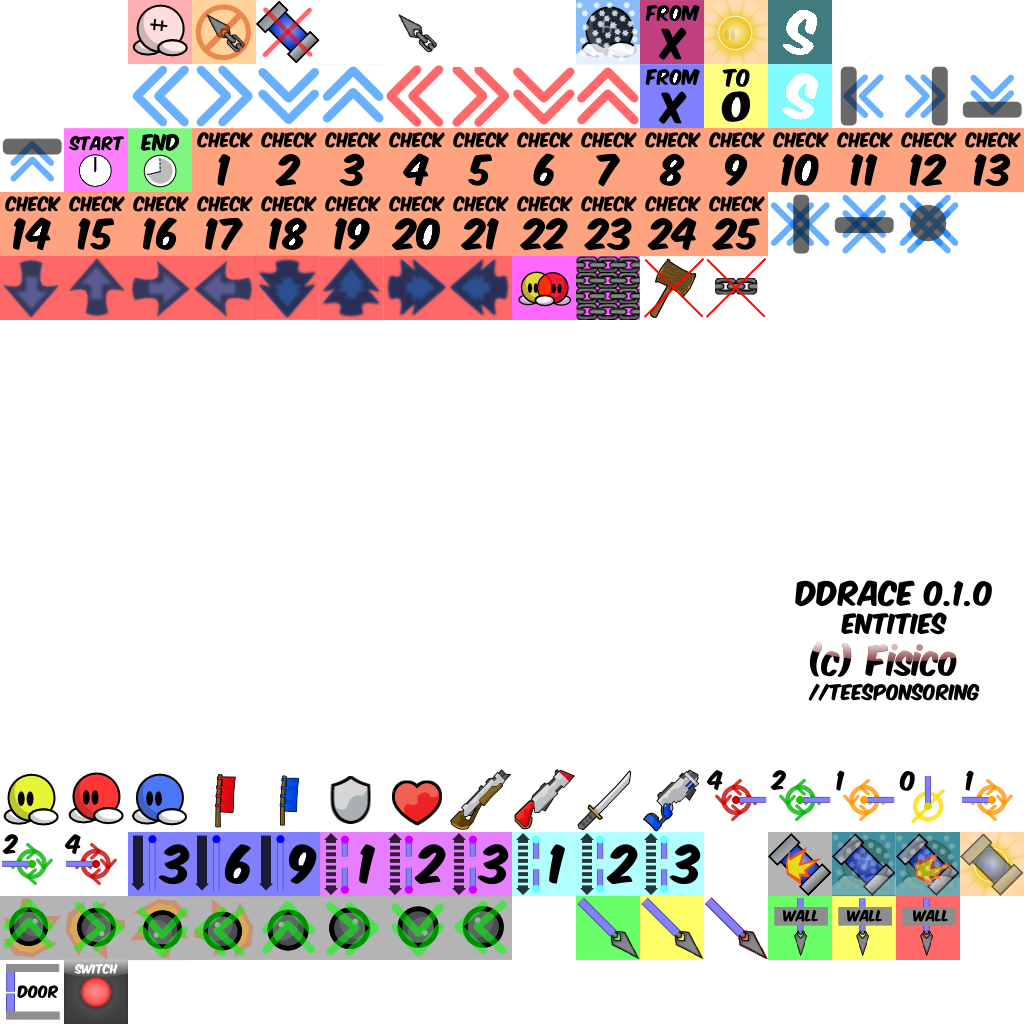 FROM
X
S
FROM
X
TO
0
S
START
END
CHECK
1
CHECK
2
CHECK
3
CHECK
4
CHECK
5
CHECK
6
CHECK
7
CHECK
8
CHECK
9
CHECK
10
CHECK
11
CHECK
12
CHECK
13
CHECK
14
CHECK
15
CHECK
16
CHECK
17
CHECK
18
CHECK
19
CHECK
20
CHECK
21
CHECK
22
CHECK
23
CHECK
24
CHECK
25
DDRACE 0.1.0
ENTITIES
(c) Fisico
//TEESPONSORING
4
2
1
0
1
2
4
3
6
9
1
2
3
1
2
3
WALL
WALL
WALL
DOOR
SWITCH